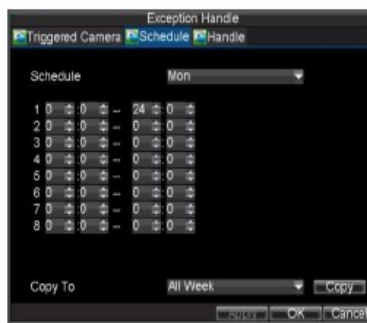 Exception Handle
Triggered Camera Schedule Handle
Schedule Mon
1 0 :0 -- 24 :0
2 0 :0 -- 0 :0
3 0 :0 -- 0 :0
4 0 :0 -- 0 :0
5 0 :0 -- 0 :0
6 0 :0 -- 0 :0
7 0 :0 -- 0 :0
8 0 :0 -- 0 :0
Copy To All Week Copy
Apply OK Cancel